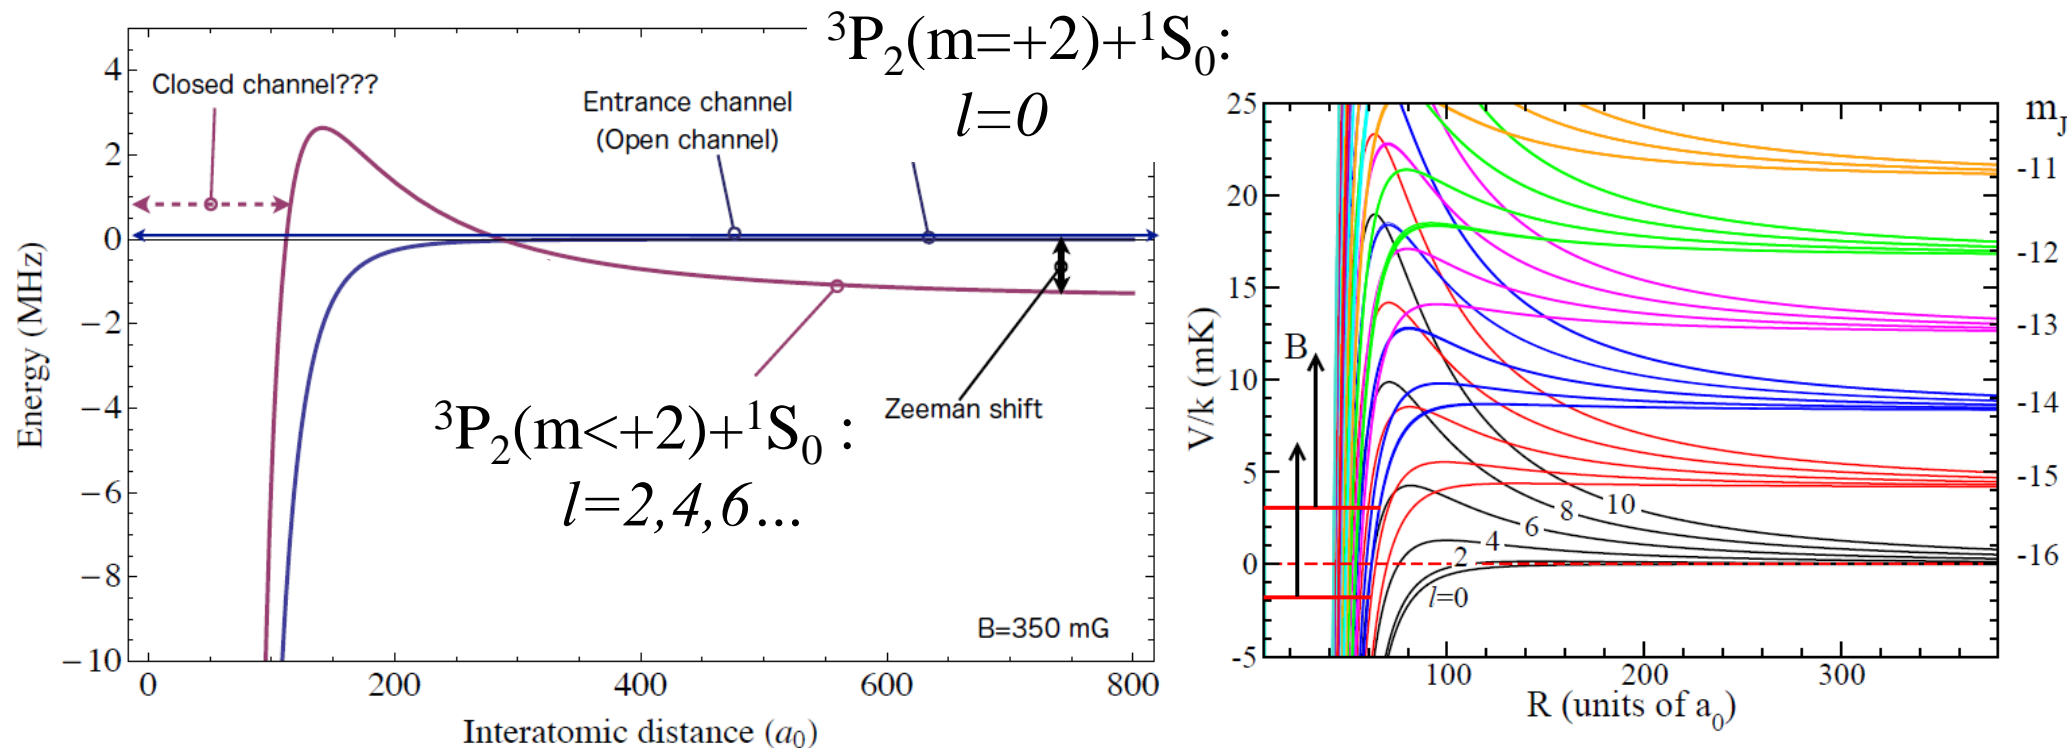 ³P₂(m=+2)+¹S₀:
l=0
Closed channel???
Entrance channel
(Open channel)
4
2
0
−2
−4
−6
−8
−10
Energy (MHz)
³P₂(m<+2)+¹S₀ :
l=2,4,6...
Zeeman shift
B=350 mG
0
200
400
600
800
Interatomic distance (a₀)
25
20
15
10
5
0
-5
V/k (mK)
B
10
8
6
4
2
l=0
m_J
-11
-12
-13
-14
-15
-16
100
200
300
R (units of a₀)